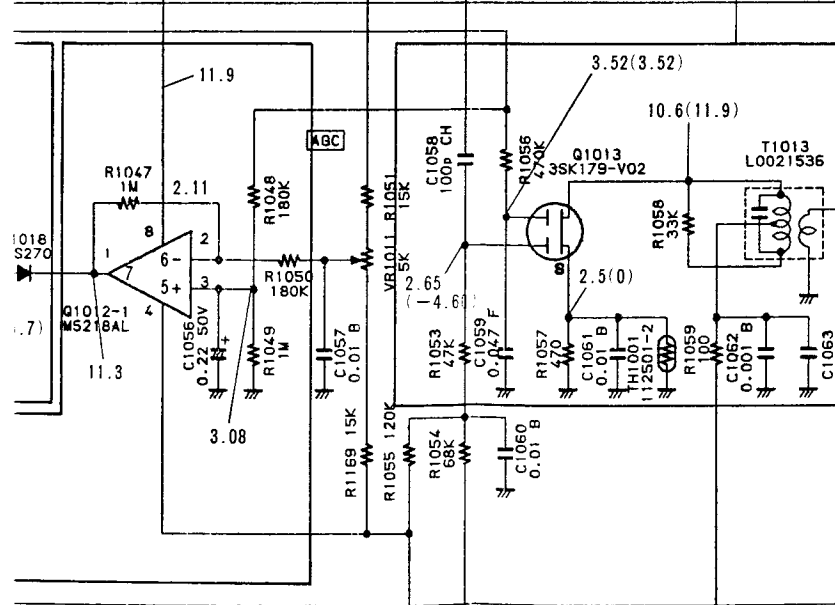 3.52(3.52)
11.9
10.6(11.9)
AGC
C1058
100p CH
R1056
470K
Q1013
3SK179-V02
T1013
L0021536
R1047
1M
2.11
R1048
180K
R1051
15K
R1058
33K
1018
S270
1
8
2
7
6-
5+
3
4
R1050
180K
VR1011
5K
S
2.65
(-4.6
2.5(0)
Q1012-1
M5218AL
.7)
C1056
0.22 50V
+
R1049
1M
C1057
0.01 B
R1053
47K
C1059
0.047 F
R1057
470
C1061
0.01 B
TH1001
112501-2
R1059
100
C1062
0.001 B
C1063
11.3
3.08
R1169 15K
R1055 120K
R1054
68K
C1060
0.01 B